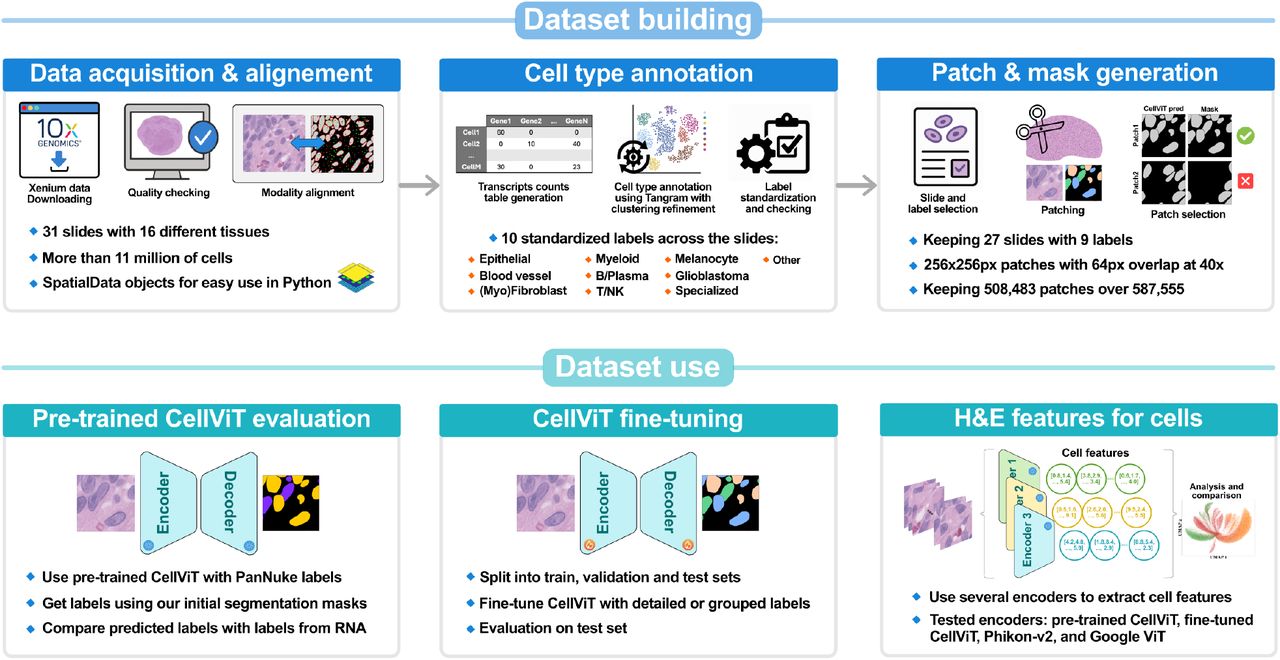 Dataset building
Data acquisition & alignement
10x
GENOMICS
Xenium data
Downloading
Quality checking
Modality alignment
31 slides with 16 different tissues
More than 11 million of cells
SpatialData objects for easy use in Python
Cell type annotation
Gene1 Gene2 ... GeneN
Cell1 60 0 0
Cell2 0 10 40
...
CellM 30 0 23
Transcripts counts
table generation
Cell type annotation
using Tangram with
clustering refinement
Label
standardization
and checking
10 standardized labels across the slides:
Epithelial
Blood vessel
(Myo)Fibroblast
Myeloid
B/Plasma
T/NK
Melanocyte
Glioblastoma
Specialized
Other
Patch & mask generation
Slide and
label selection
Patching
CellViT pred Mask
Patch1
Patch2
Patch selection
Keeping 27 slides with 9 labels
256x256px patches with 64px overlap at 40x
Keeping 508,483 patches over 587,555
Dataset use
Pre-trained CellViT evaluation
Encoder
Decoder
Use pre-trained CellViT with PanNuke labels
Get labels using our initial segmentation masks
Compare predicted labels with labels from RNA
CellViT fine-tuning
Encoder
Decoder
Split into train, validation and test sets
Fine-tune CellViT with detailed or grouped labels
Evaluation on test set
H&E features for cells
er 1
er 2
Encoder 3
Cell features
Analysis and
comparison
Use several encoders to extract cell features
Tested encoders: pre-trained CellViT, fine-tuned
CellViT, Phikon-v2, and Google ViT